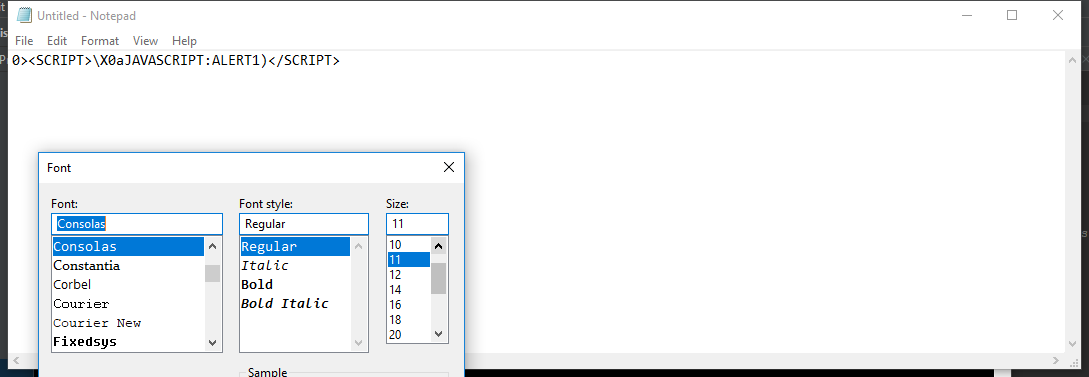 Untitled - Notepad
File Edit Format View Help
0><SCRIPT>\X0aJAVASCRIPT:ALERT1)</SCRIPT>
Font
Font: Font style: Size:
Consolas Regular 11
Consolas Regular 10
Constantia Italic 11
Corbel Bold 12
Courier Bold Italic 14
Courier New 16
Fixedsys 18
20
Sample